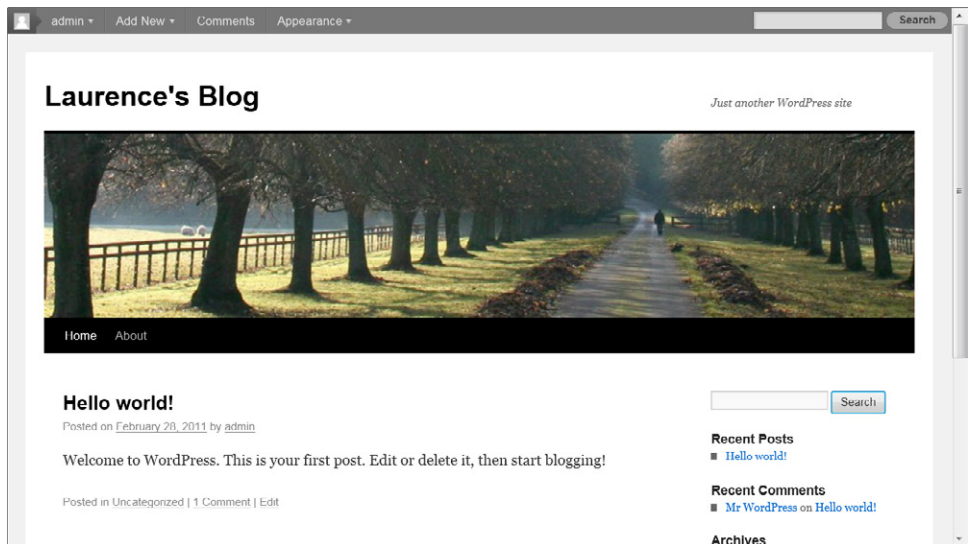 admin Add New Comments Appearance Search
Laurence's Blog
Just another WordPress site
Home About
Hello world!
Posted on February 28, 2011 by admin
Welcome to WordPress. This is your first post. Edit or delete it, then start blogging!
Posted in Uncategorized | 1 Comment | Edit
Search
Recent Posts
Hello world!
Recent Comments
Mr WordPress on Hello world!
Archives